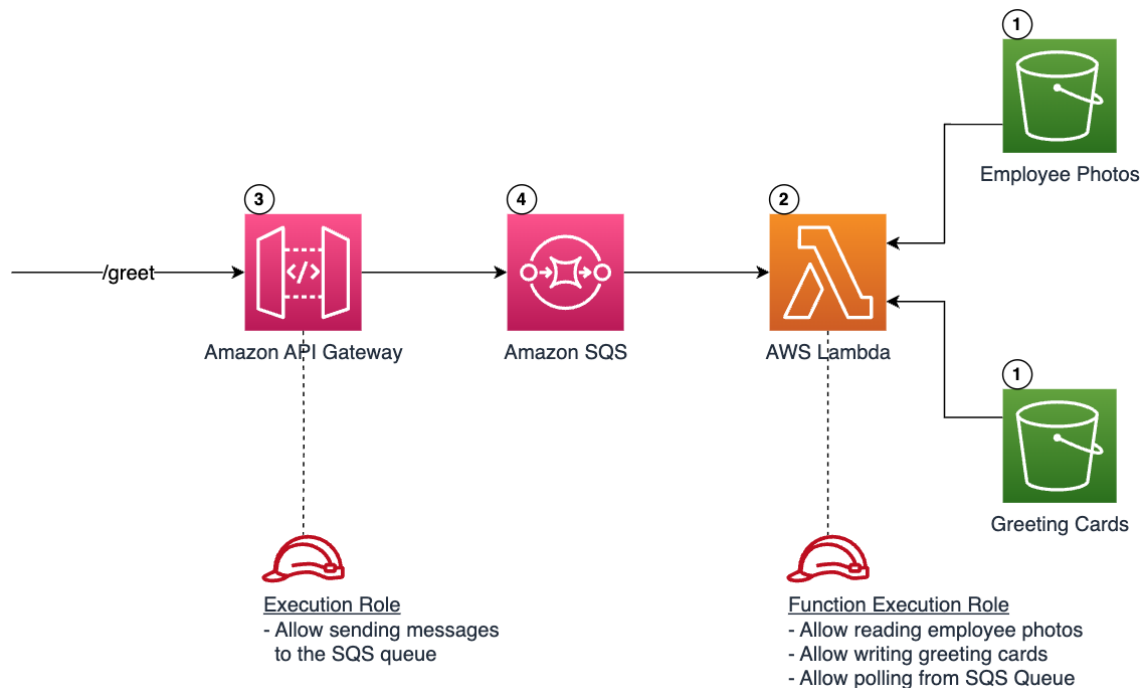 1
Employee Photos
3
4
2
/greet
</>
Amazon API Gateway
Amazon SQS
AWS Lambda
1
Greeting Cards
Execution Role
- Allow sending messages
to the SQS queue
Function Execution Role
- Allow reading employee photos
- Allow writing greeting cards
- Allow polling from SQS Queue